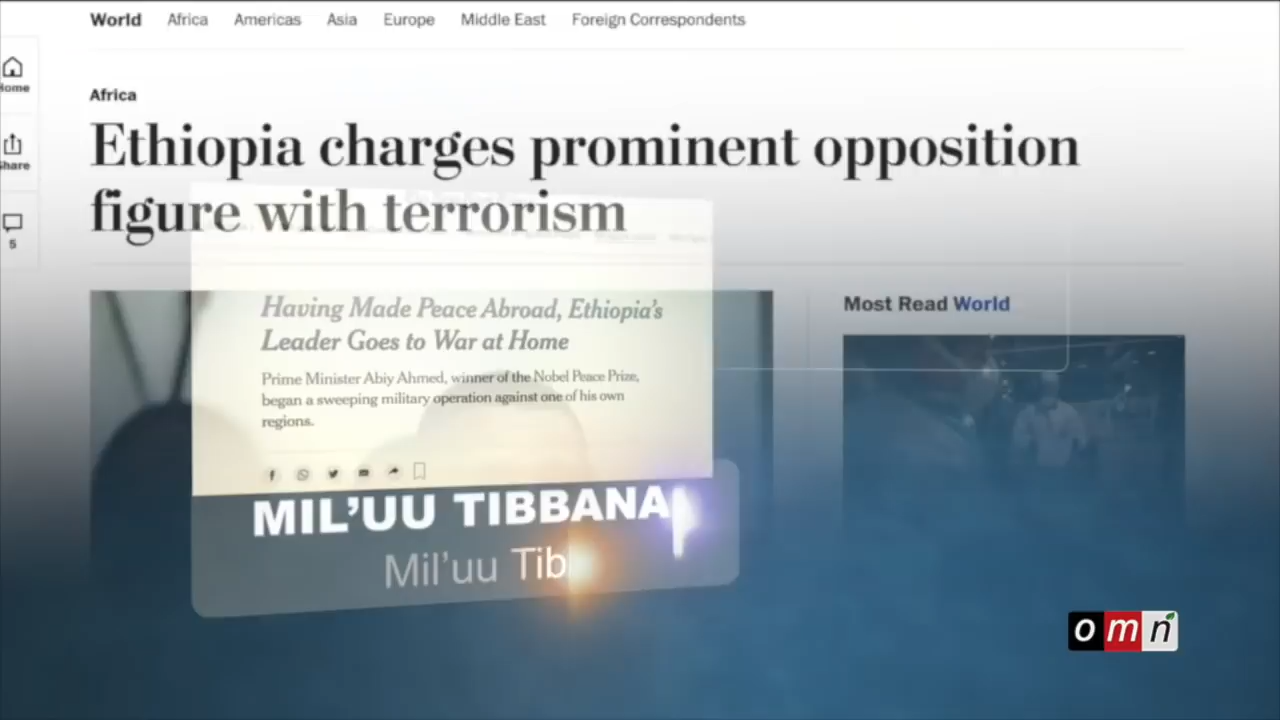 World Africa Americas Asia Europe Middle East Foreign Correspondents
Home
Share
5
Africa
Ethiopia charges prominent opposition
figure with terrorism
Having Made Peace Abroad, Ethiopia's
Leader Goes to War at Home
Prime Minister Abiy Ahmed, winner of the Nobel Peace Prize,
began a sweeping military operation against one of his own
regions.
Most Read World
MIL'UU TIBBANA
Mil'uu Tib
omn